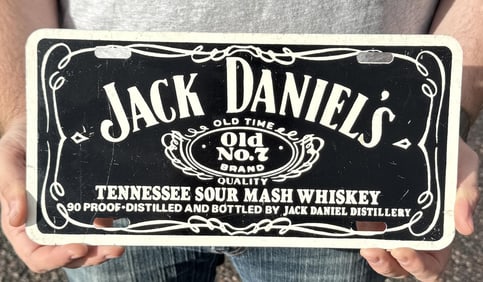 JACK DANIEL'S
OLD TIME
Old
No.7
BRAND
QUALITY
TENNESSEE SOUR MASH WHISKEY
90 PROOF-DISTILLED AND BOTTLED BY JACK DANIEL DISTILLERY